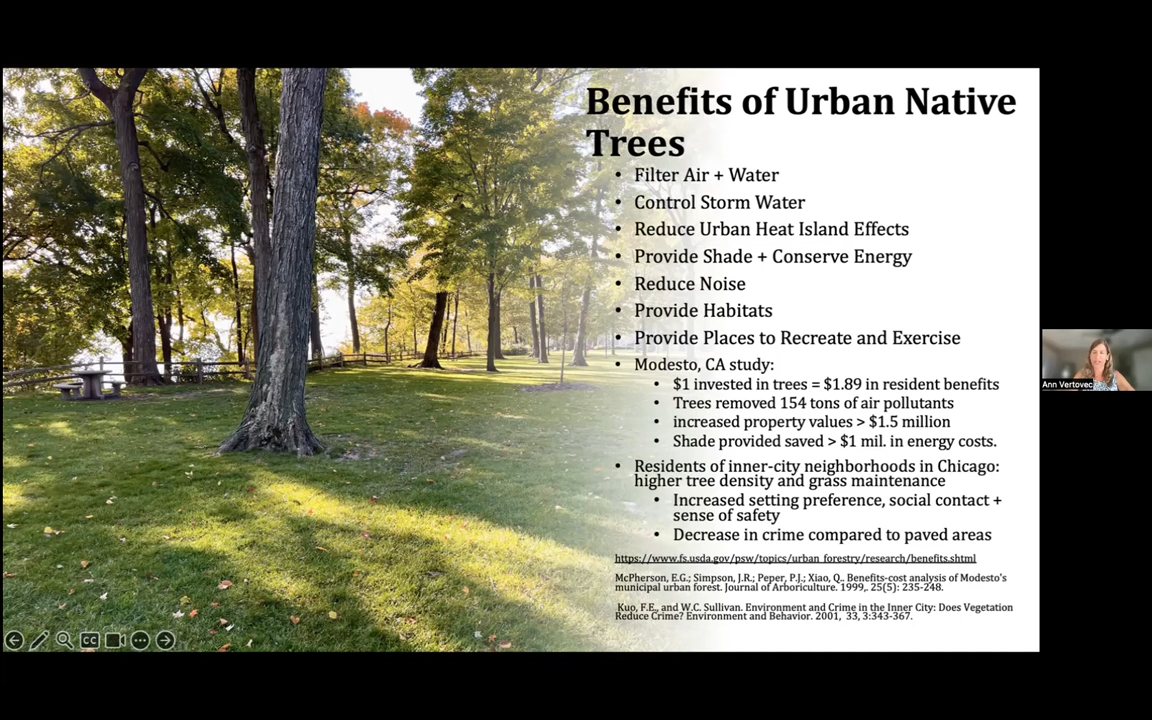 Benefits of Urban Native
Trees
• Filter Air + Water
• Control Storm Water
• Reduce Urban Heat Island Effects
• Provide Shade + Conserve Energy
• Reduce Noise
• Provide Habitats
• Provide Places to Recreate and Exercise
• Modesto, CA study:
• $1 invested in trees = $1.89 in resident benefits
• Trees removed 154 tons of air pollutants
• increased property values > $1.5 million
• Shade provided saved > $1 mil. in energy costs.
• Residents of inner-city neighborhoods in Chicago:
higher tree density and grass maintenance
• Increased setting preference, social contact +
sense of safety
• Decrease in crime compared to paved areas
https://www.fs.usda.gov/psw/topics/urban_forestry/research/benefits.shtml
McPherson, E.G.; Simpson, J.R.; Peper, P.J.; Xiao, Q.. Benefits-cost analysis of Modesto's
municipal urban forest. Journal of Arboriculture. 1999,. 25(5): 235-248.
Kuo, F.E., and W.C. Sullivan. Environment and Crime in the Inner City: Does Vegetation
Reduce Crime? Environment and Behavior. 2001, 33, 3:343-367.
CC
Ann Vertovec